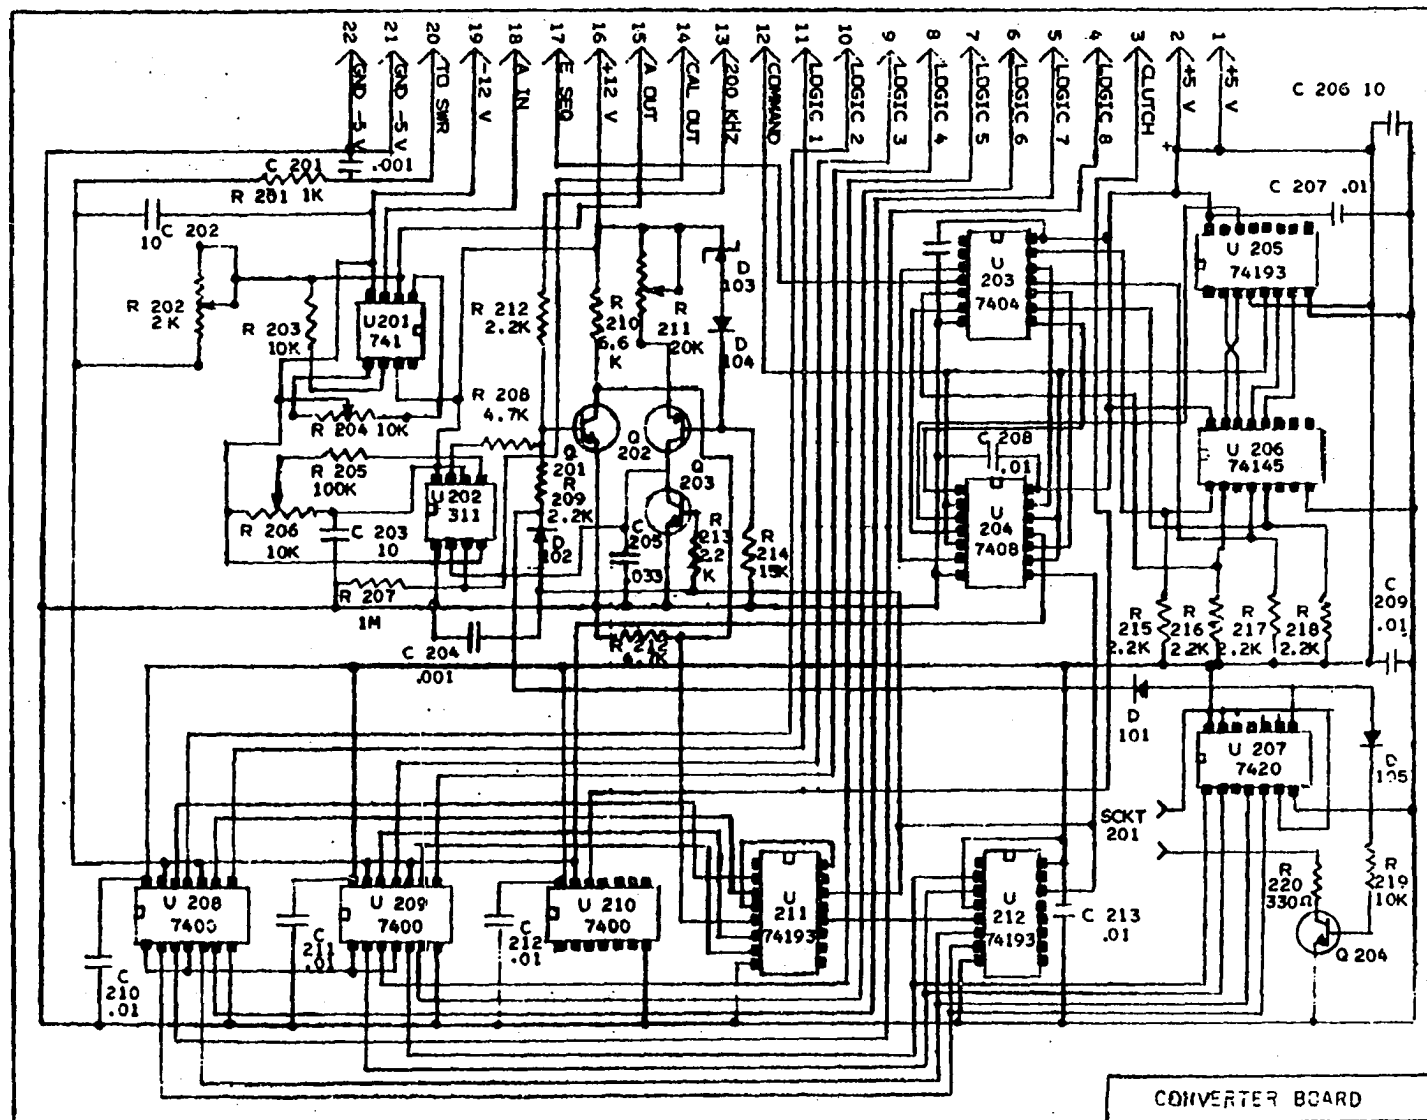 22 GND -5 V
21 GND -5 V
20 TO SWR
19 -12 V
18 A IN
17 E SEQ
16 +12 V
15 A OUT
14 CAL OUT
13 200 KHZ
12 COMMAND
11 LOGIC 1
10 LOGIC 2
9 LOGIC 3
8 LOGIC 4
7 LOGIC 5
6 LOGIC 6
5 LOGIC 7
4 LOGIC 8
3 CLUTCH
2 +5 V
1 +5 V
C 206 10
+
C 201
.001
R 201 1K
C 207 .01
10
C 202
U 205
74193
U
203
7404
D
103
R 202
2 K
R 203
10K
U201
741
R 212
2.2K
R
210
6.6
K
R
211
20K
D
104
R 208
4.7K
R 204 10K
Q
201
Q
202
C 208
.01
U 206
74145
R 205
100K
U 202
311
R
209
2.2K
Q
203
U
204
7408
R 206
10K
C 203
10
D
102
C
205
.033
R
213
2.2
K
R
214
15K
R 207
1M
R
215
2.2K
R
216
2.2K
R
217
2.2K
R
218
2.2K
C
209
.01
C 204
.001
R 212
D
101
U 207
7420
D
105
SCKT
201
U 208
7400
U 209
7400
U 210
7400
U
211
74193
U
212
74193
C 213
.01
R
220
330Ω
R
219
10K
Q 204
C
210
.01
C
211
.01
C
212
.01
CONVERTER BOARD